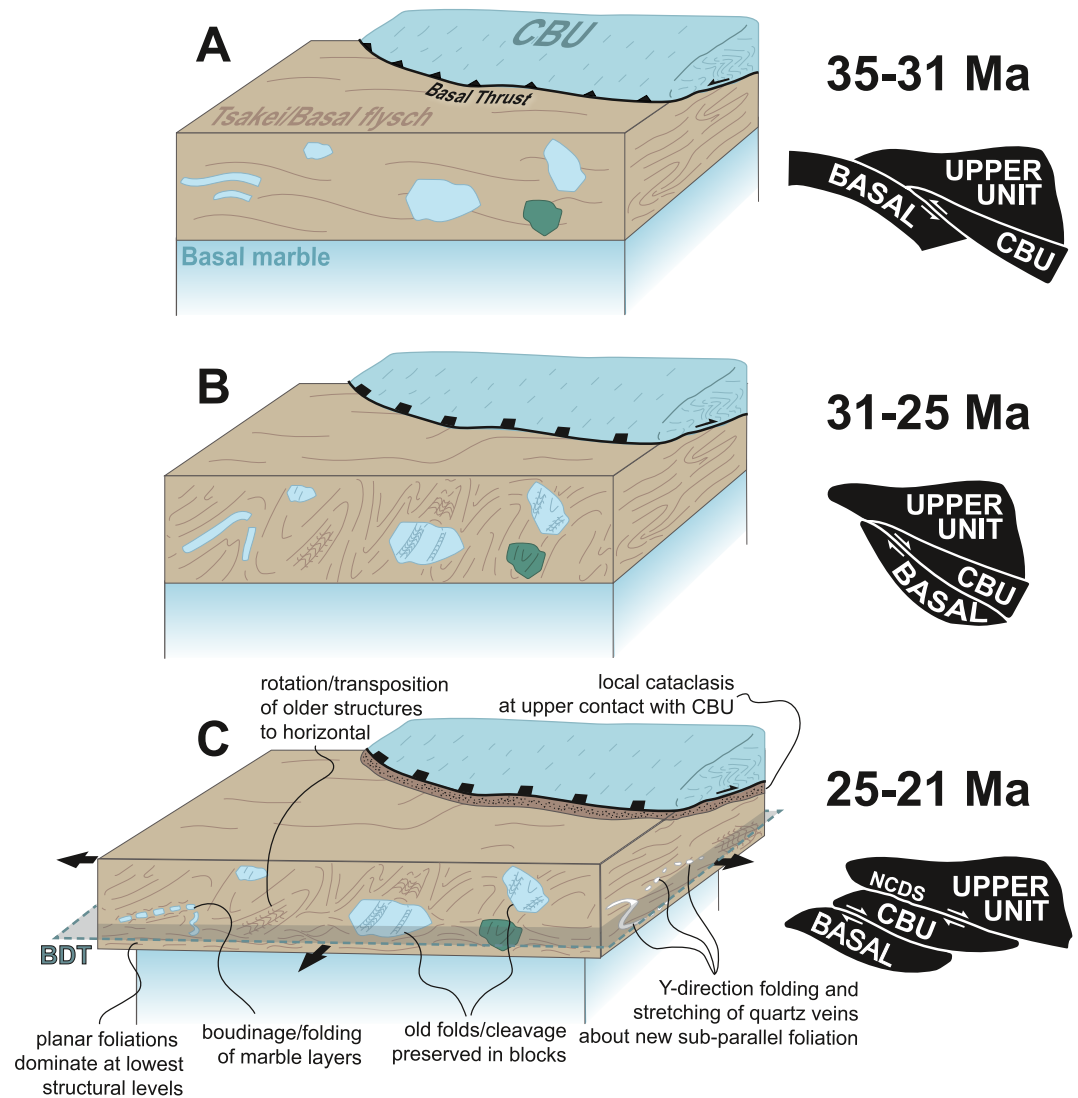 A
CBU
Basal Thrust
Tsakei/Basal flysch
Basal marble
35-31 Ma
UPPER
UNIT
BASAL
CBU
B
31-25 Ma
UPPER
UNIT
CBU
BASAL
C
rotation/transposition
of older structures
to horizontal
local cataclasis
at upper contact with CBU
25-21 Ma
NCDS
UPPER
UNIT
CBU
BASAL
BDT
planar foliations
dominate at lowest
structural levels
boudinage/folding
of marble layers
old folds/cleavage
preserved in blocks
Y-direction folding and
stretching of quartz veins
about new sub-parallel foliation